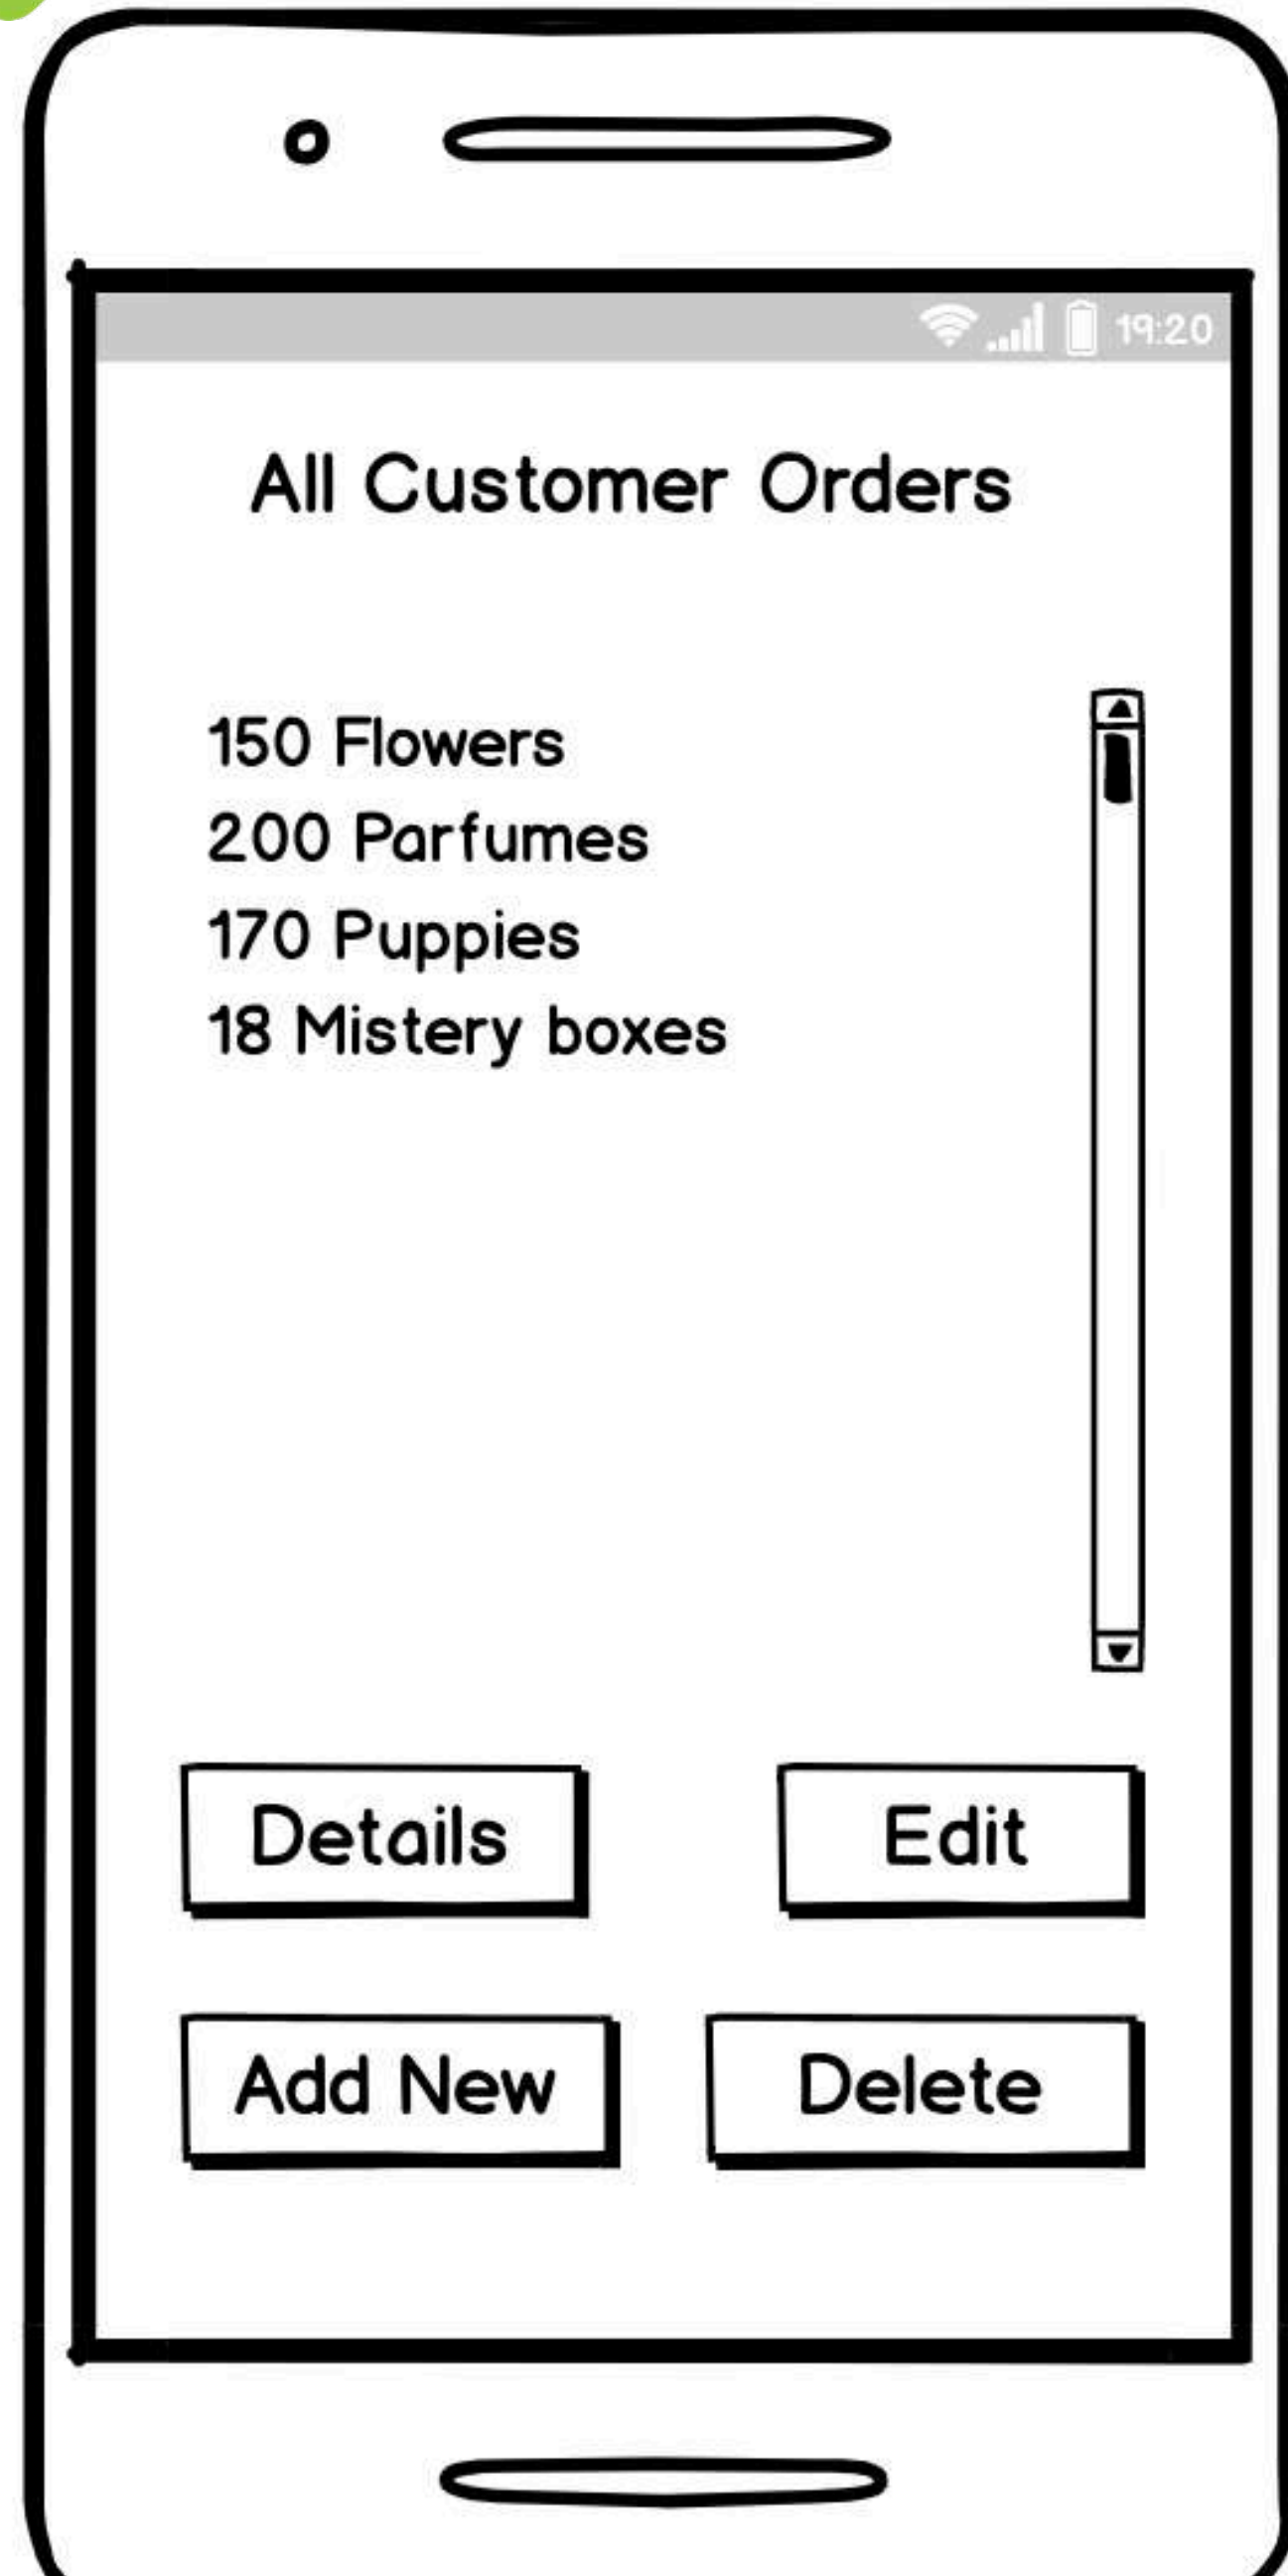 19:20
All Customer Orders
150 Flowers
200 Parfumes
170 Puppies
18 Mistery boxes
Details
Edit
Add New
Delete